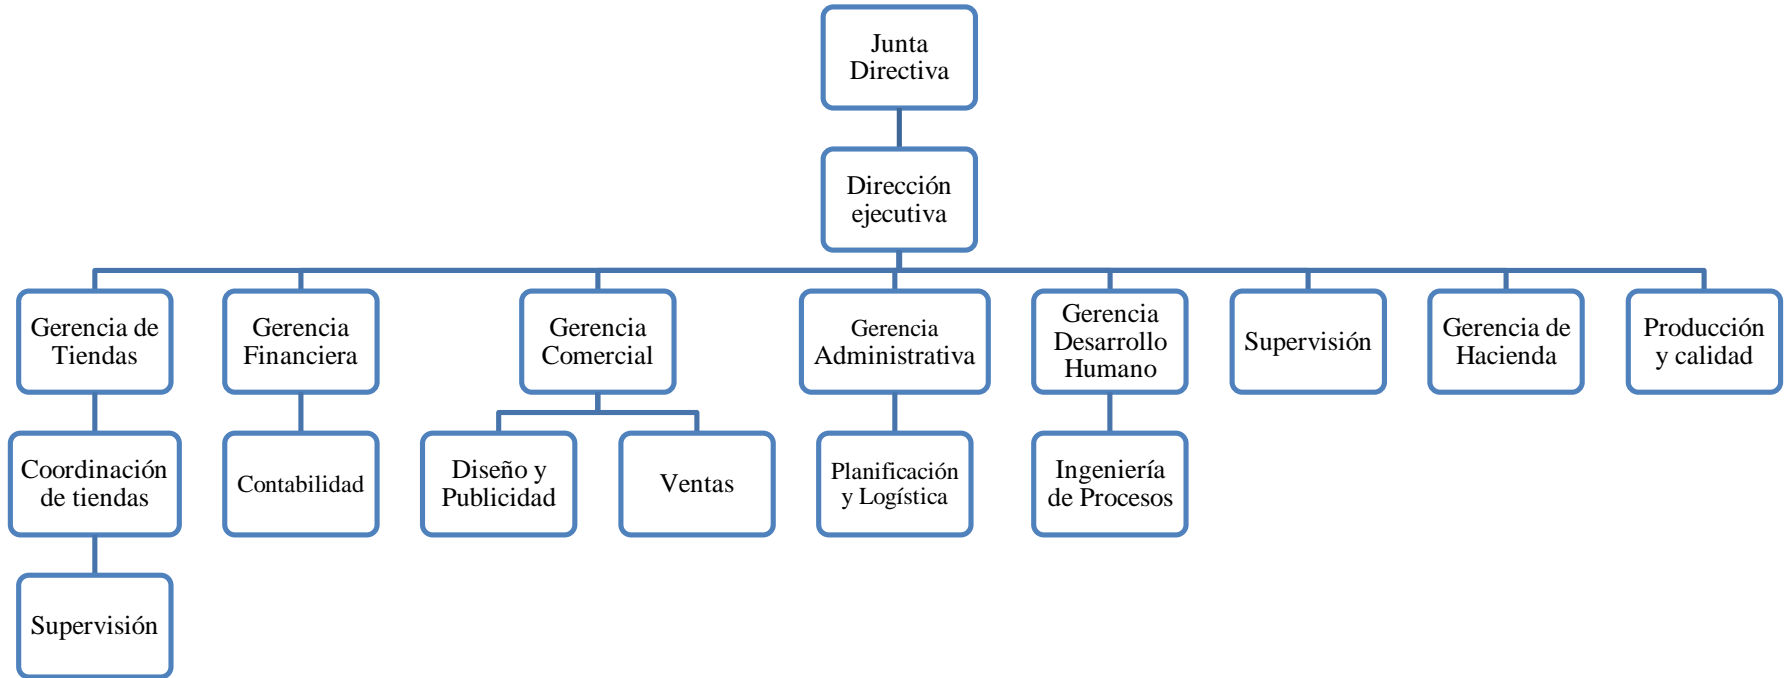 Junta
Directiva
Dirección
ejecutiva
Gerencia de
Tiendas
Gerencia
Financiera
Gerencia
Comercial
Gerencia
Administrativa
Gerencia
Desarrollo
Humano
Supervisión
Gerencia de
Hacienda
Producción
y calidad
Coordinación
de tiendas
Contabilidad
Diseño y
Publicidad
Ventas
Planificación
y Logística
Ingeniería
de Procesos
Supervisión